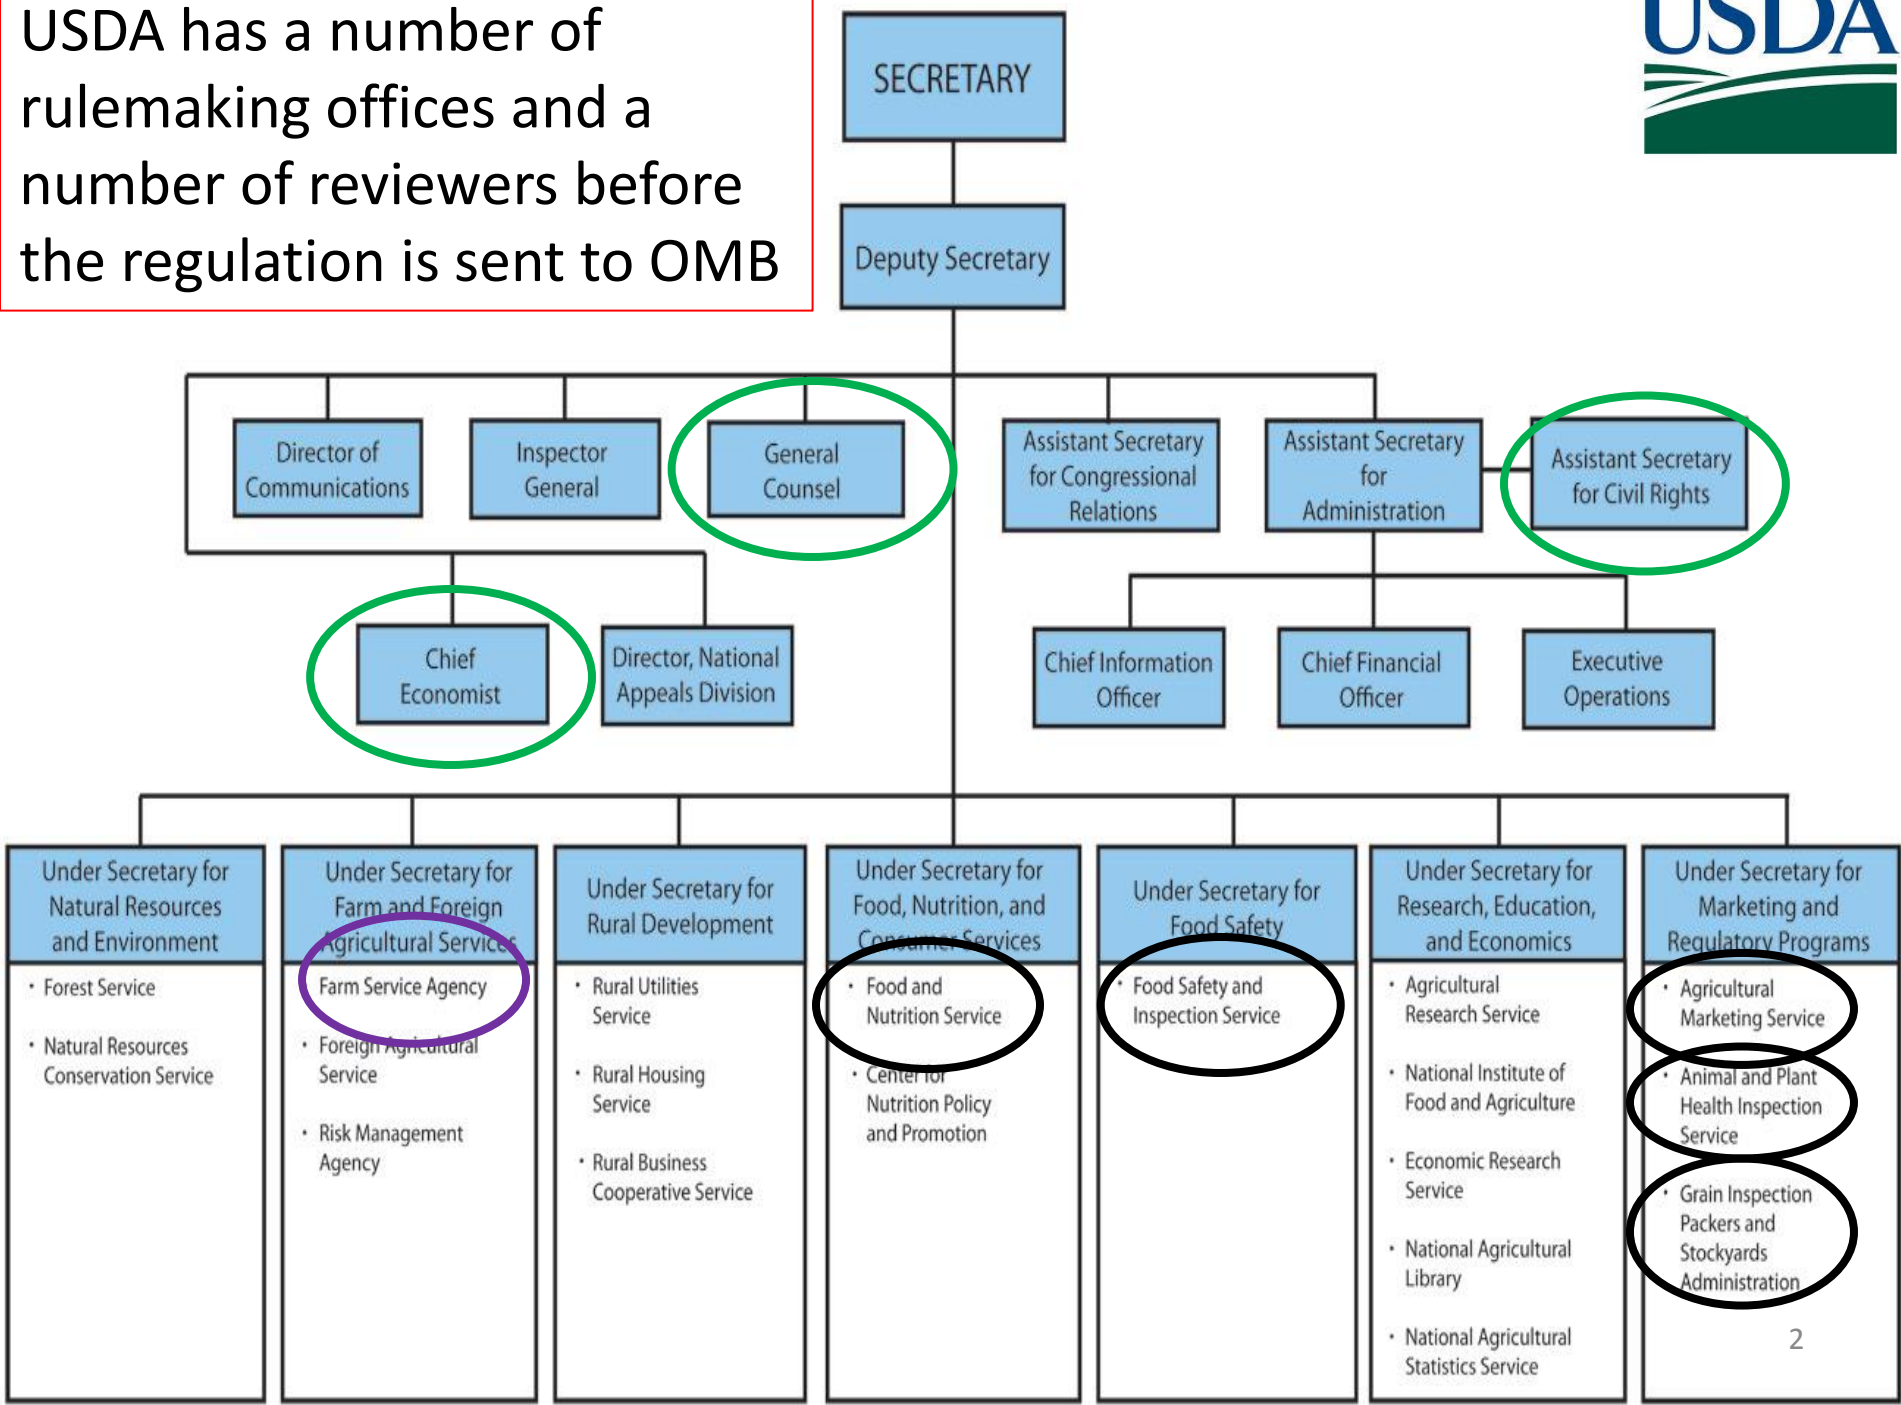 USDA has a number of
rulemaking offices and a
number of reviewers before
the regulation is sent to OMB
USDA
SECRETARY
Deputy Secretary
Director of
Communications
Inspector
General
General
Counsel
Assistant Secretary
for Congressional
Relations
Assistant Secretary
for
Administration
Assistant Secretary
for Civil Rights
Chief
Economist
Director, National
Appeals Division
Chief Information
Officer
Chief Financial
Officer
Executive
Operations
Under Secretary for
Natural Resources
and Environment
· Forest Service
· Natural Resources
Conservation Service
Under Secretary for
Farm and Foreign
Agricultural Services
Farm Service Agency
· Foreign Agricultural
Service
· Risk Management
Agency
Under Secretary for
Rural Development
· Rural Utilities
Service
· Rural Housing
Service
· Rural Business
Cooperative Service
Under Secretary for
Food, Nutrition, and
Consumer Services
· Food and
Nutrition Service
· Center for
Nutrition Policy
and Promotion
Under Secretary for
Food Safety
· Food Safety and
Inspection Service
Under Secretary for
Research, Education,
and Economics
· Agricultural
Research Service
· National Institute of
Food and Agriculture
· Economic Research
Service
· National Agricultural
Library
· National Agricultural
Statistics Service
Under Secretary for
Marketing and
Regulatory Programs
· Agricultural
Marketing Service
· Animal and Plant
Health Inspection
Service
· Grain Inspection
Packers and
Stockyards
Administration
2